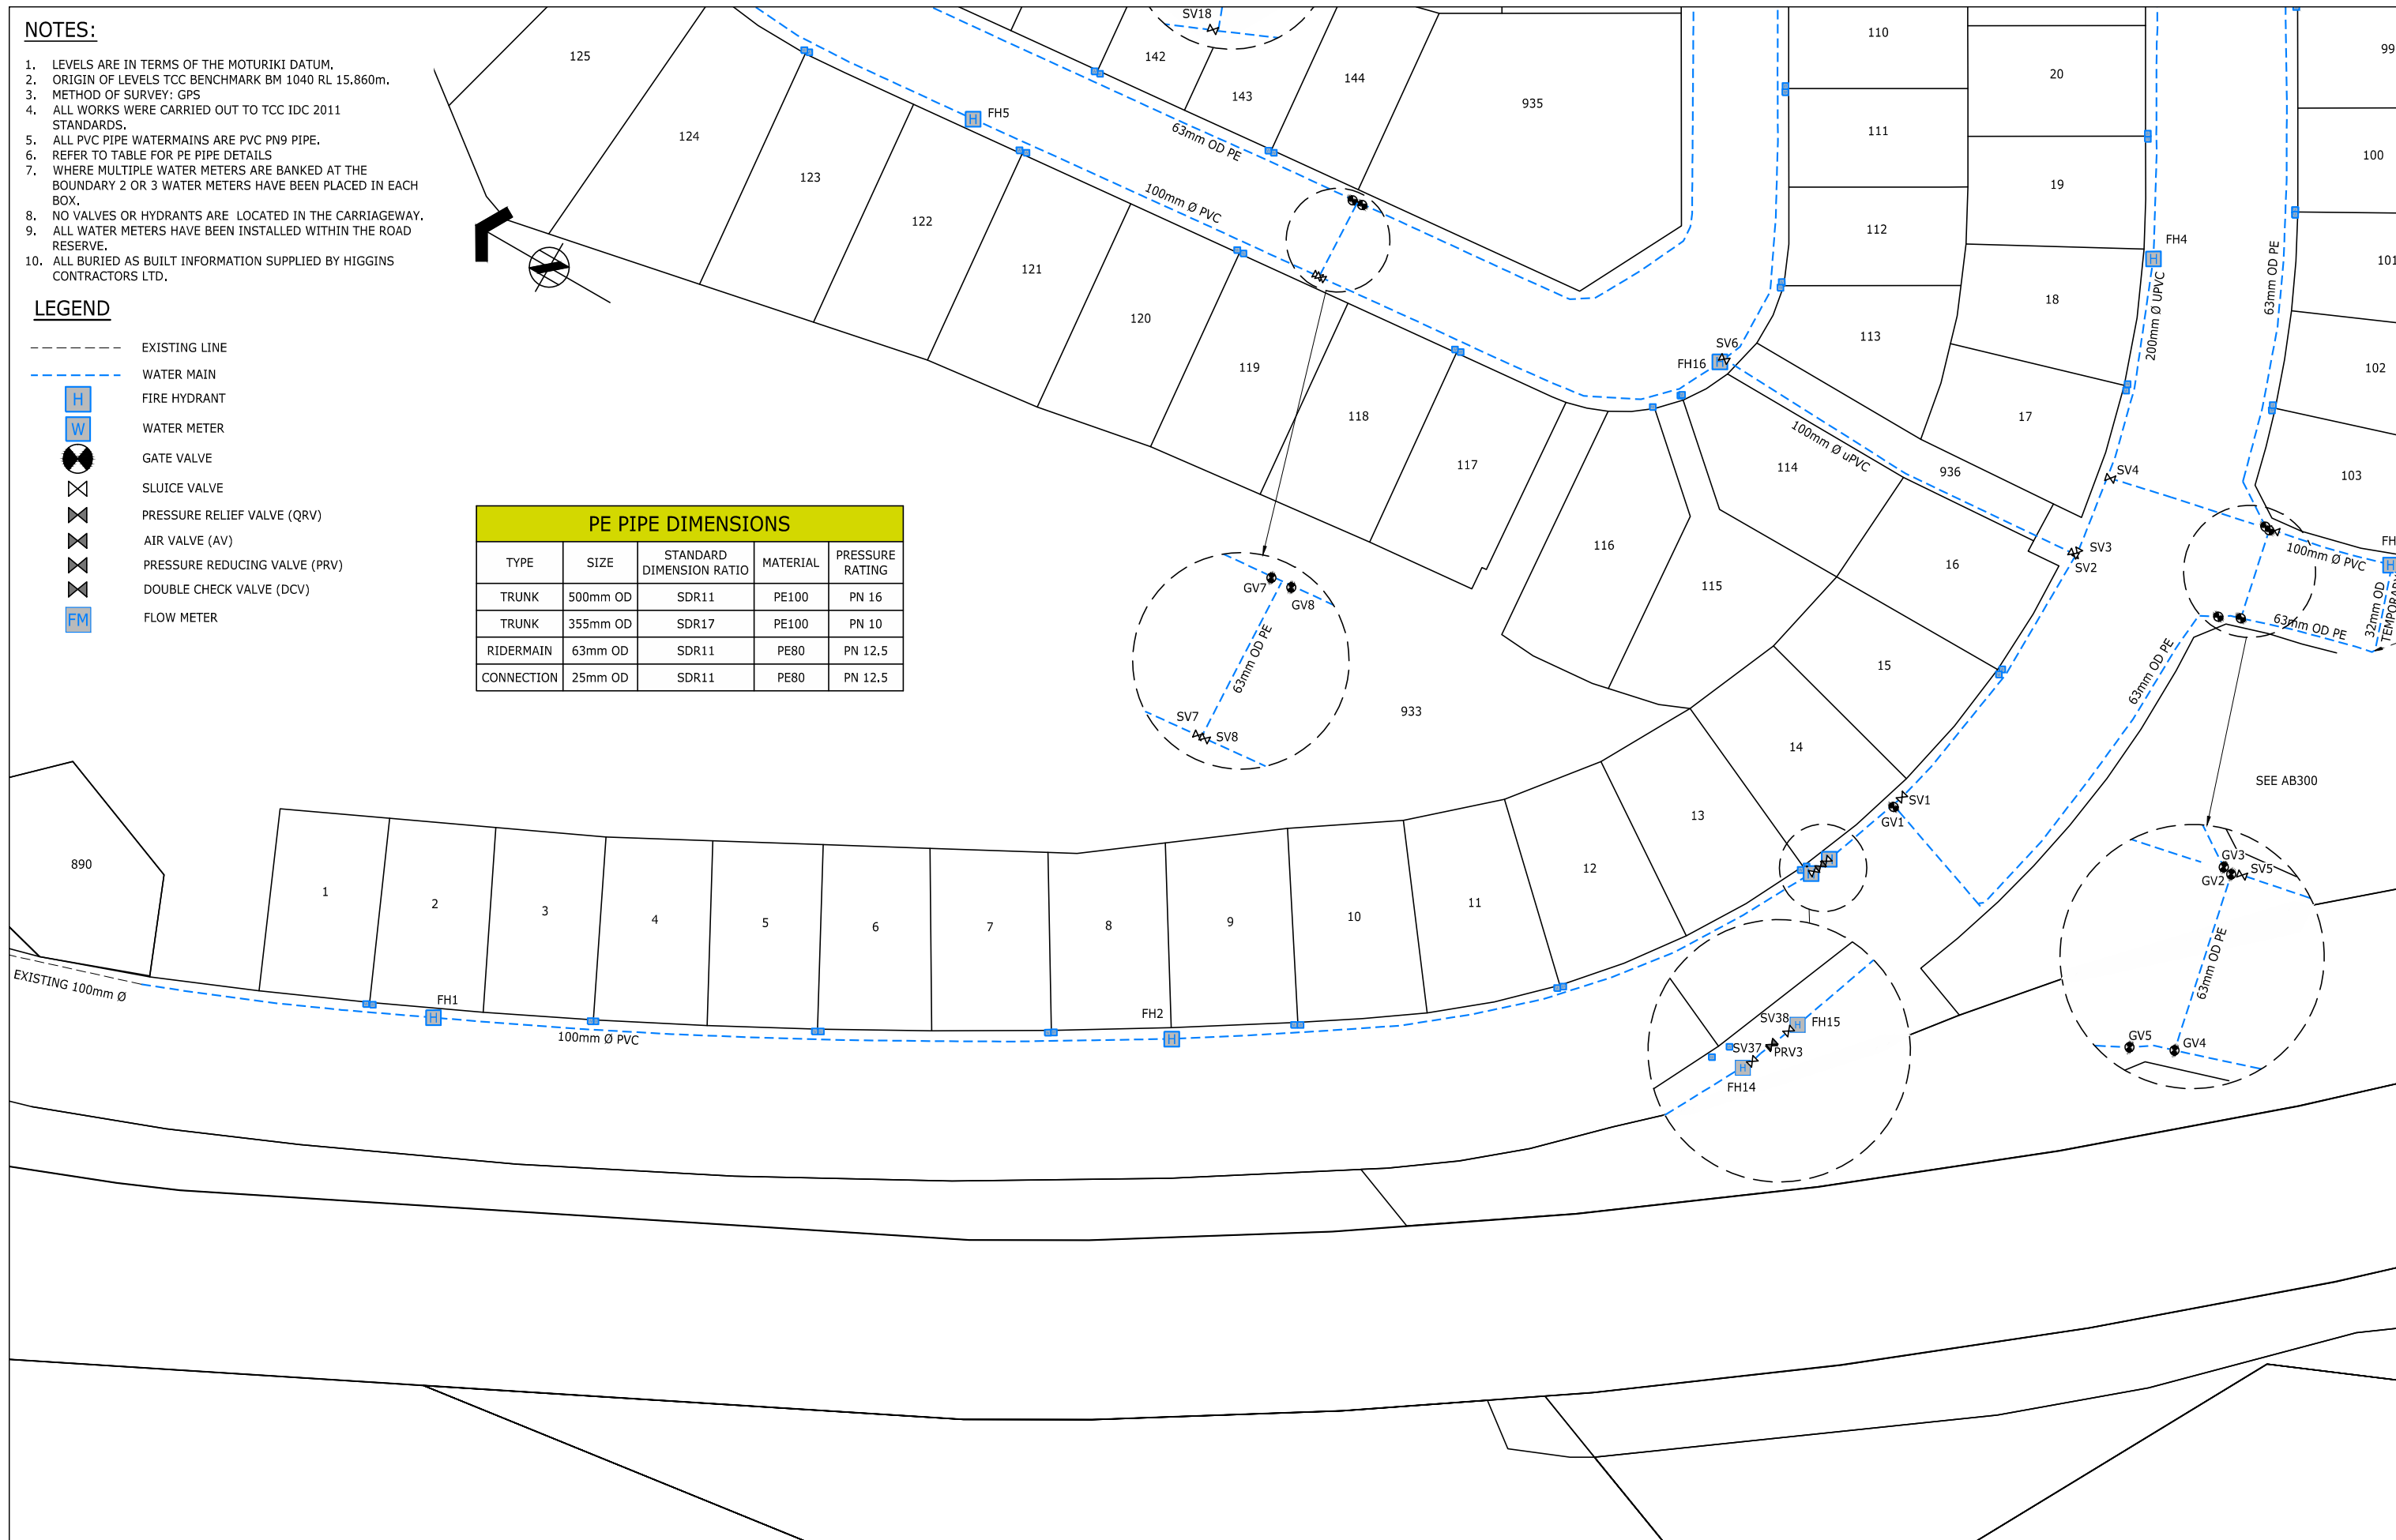 NOTES:
1. LEVELS ARE IN TERMS OF THE MOTURIKI DATUM.
2. ORIGIN OF LEVELS TCC BENCHMARK BM 1040 RL 15.860m.
3. METHOD OF SURVEY: GPS
4. ALL WORKS WERE CARRIED OUT TO TCC IDC 2011
STANDARDS.
5. ALL PVC PIPE WATERMAINS ARE PVC PN9 PIPE.
6. REFER TO TABLE FOR PE PIPE DETAILS
7. WHERE MULTIPLE WATER METERS ARE BANKED AT THE
BOUNDARY 2 OR 3 WATER METERS HAVE BEEN PLACED IN EACH
BOX.
8. NO VALVES OR HYDRANTS ARE LOCATED IN THE CARRIAGEWAY.
9. ALL WATER METERS HAVE BEEN INSTALLED WITHIN THE ROAD
RESERVE.
10. ALL BURIED AS BUILT INFORMATION SUPPLIED BY HIGGINS
CONTRACTORS LTD.
LEGEND
EXISTING LINE
WATER MAIN
H FIRE HYDRANT
W WATER METER
GATE VALVE
SLUICE VALVE
PRESSURE RELIEF VALVE (QRV)
AIR VALVE (AV)
PRESSURE REDUCING VALVE (PRV)
DOUBLE CHECK VALVE (DCV)
FM FLOW METER
PE PIPE DIMENSIONS
TYPE SIZE STANDARD DIMENSION RATIO MATERIAL PRESSURE RATING
TRUNK 500mm OD SDR11 PE100 PN 16
TRUNK 355mm OD SDR17 PE100 PN 10
RIDERMAIN 63mm OD SDR11 PE80 PN 12.5
CONNECTION 25mm OD SDR11 PE80 PN 12.5
SV18
125
142
143
144
935
110
20
99
124
H FH5
63mm OD PE
111
100
123
100mm Ø PVC
19
122
112
FH4
H
101
121
18
200mm Ø UPVC
63mm OD PE
120
SV6
FH16 H
113
119
102
118
17
117
100mm Ø uPVC
114
936
SV4
103
116
SV3
SV2
16
100mm Ø PVC
FH
H
115
GV7
GV8
63mm OD PE
SV7
SV8
933
15
63mm OD PE
63mm OD PE
32mm OD
14
SEE AB300
SV1
GV1
13
12
H
H
890
1
2
3
4
5
6
7
8
9
10
11
GV3
GV2
SV5
63mm OD PE
EXISTING 100mm Ø
FH1
H
100mm Ø PVC
FH2
H
SV38
H FH15
SV37
PRV3
H
FH14
GV5
GV4